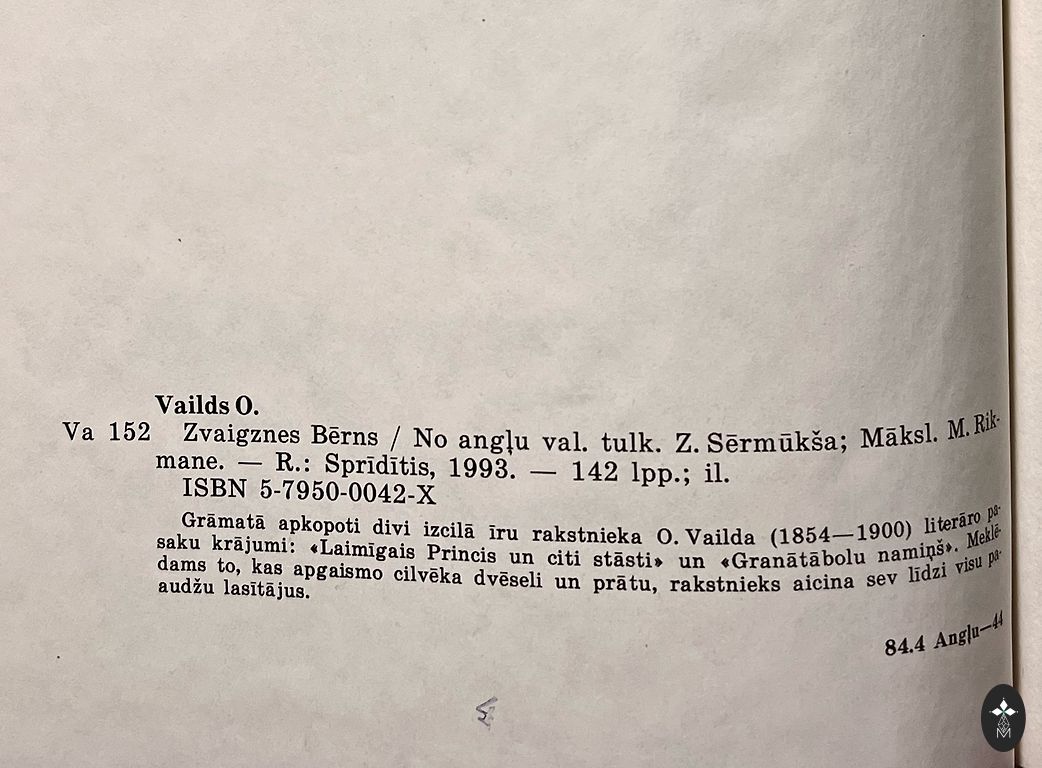 Vailds O.
Va 152 Zvaigznes Bērns / No angļu val. tulk. Z. Sērmūkša; Māksl. M. Rik-
mane. — R.: Sprīdītis, 1993. — 142 lpp.; il.
ISBN 5-7950-0042-X
Grāmatā apkopoti divi izcilā īru rakstnieka O. Vailda (1854—1900) literāro pa-
saku krājumi: «Laimīgais Princis un citi stāsti» un «Granātābolu namiņš». Meklē-
dams to, kas apgaismo cilvēka dvēseli un prātu, rakstnieks aicina sev līdzi visu pa-
audžu lasītājus.
84.4 Angļu—44
M